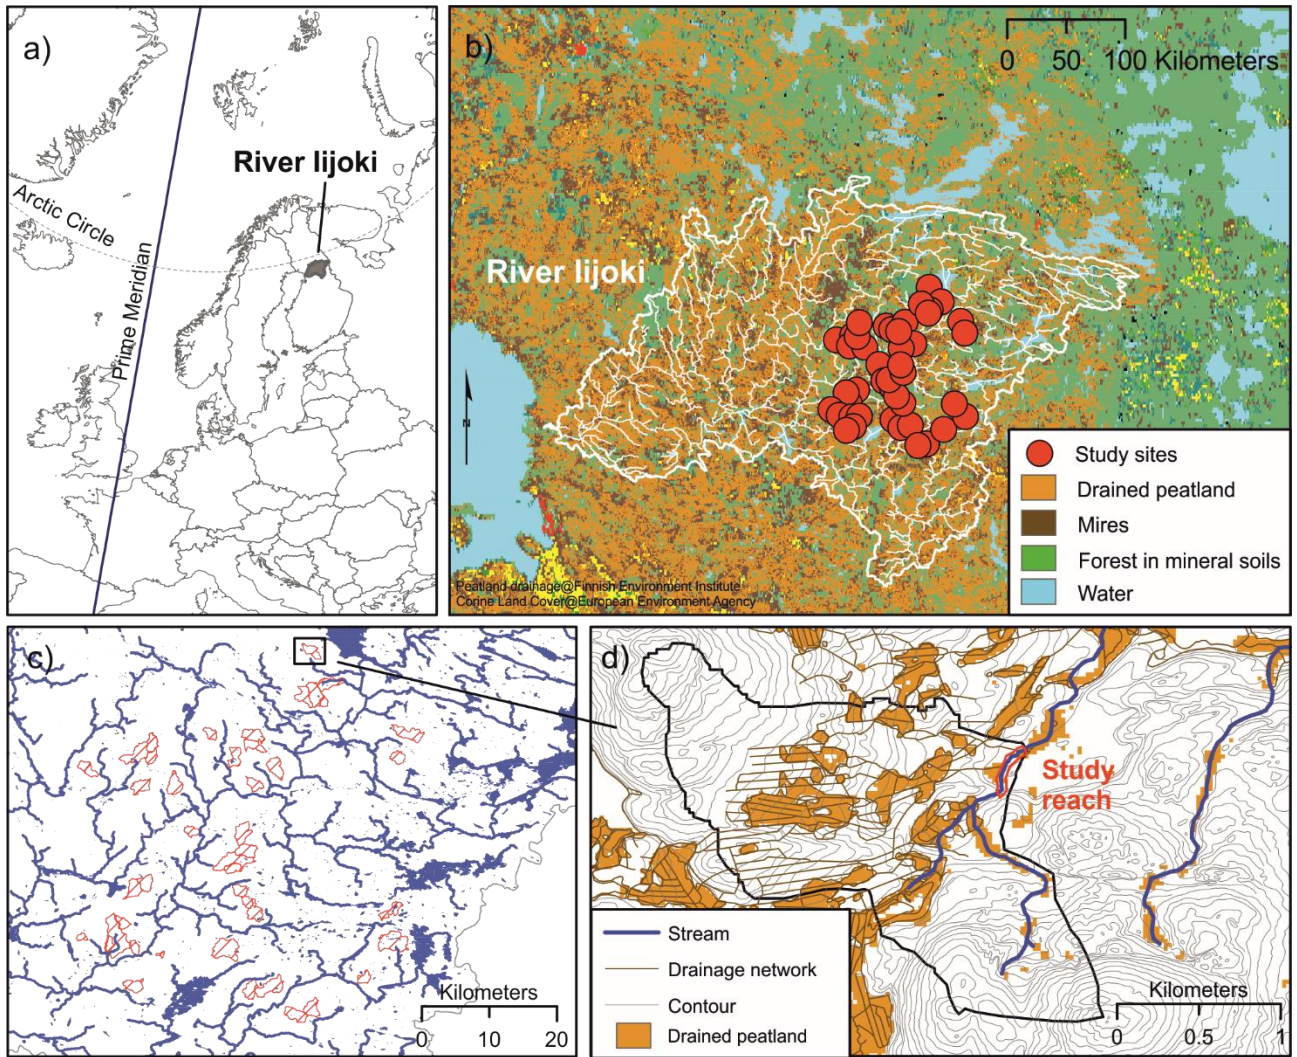 a)
River Iijoki
Arctic Circle
Prime Meridian
b)
0 50 100 Kilometers
River Iijoki
N
Study sites
Drained peatland
Mires
Forest in mineral soils
Water
Peatland drainage@Finnish Environment Institute
Corine Land Cover@European Environment Agency
c)
Kilometers
0 10 20
d)
Study
reach
Stream
Drainage network
Contour
Drained peatland
Kilometers
0 0.5 1